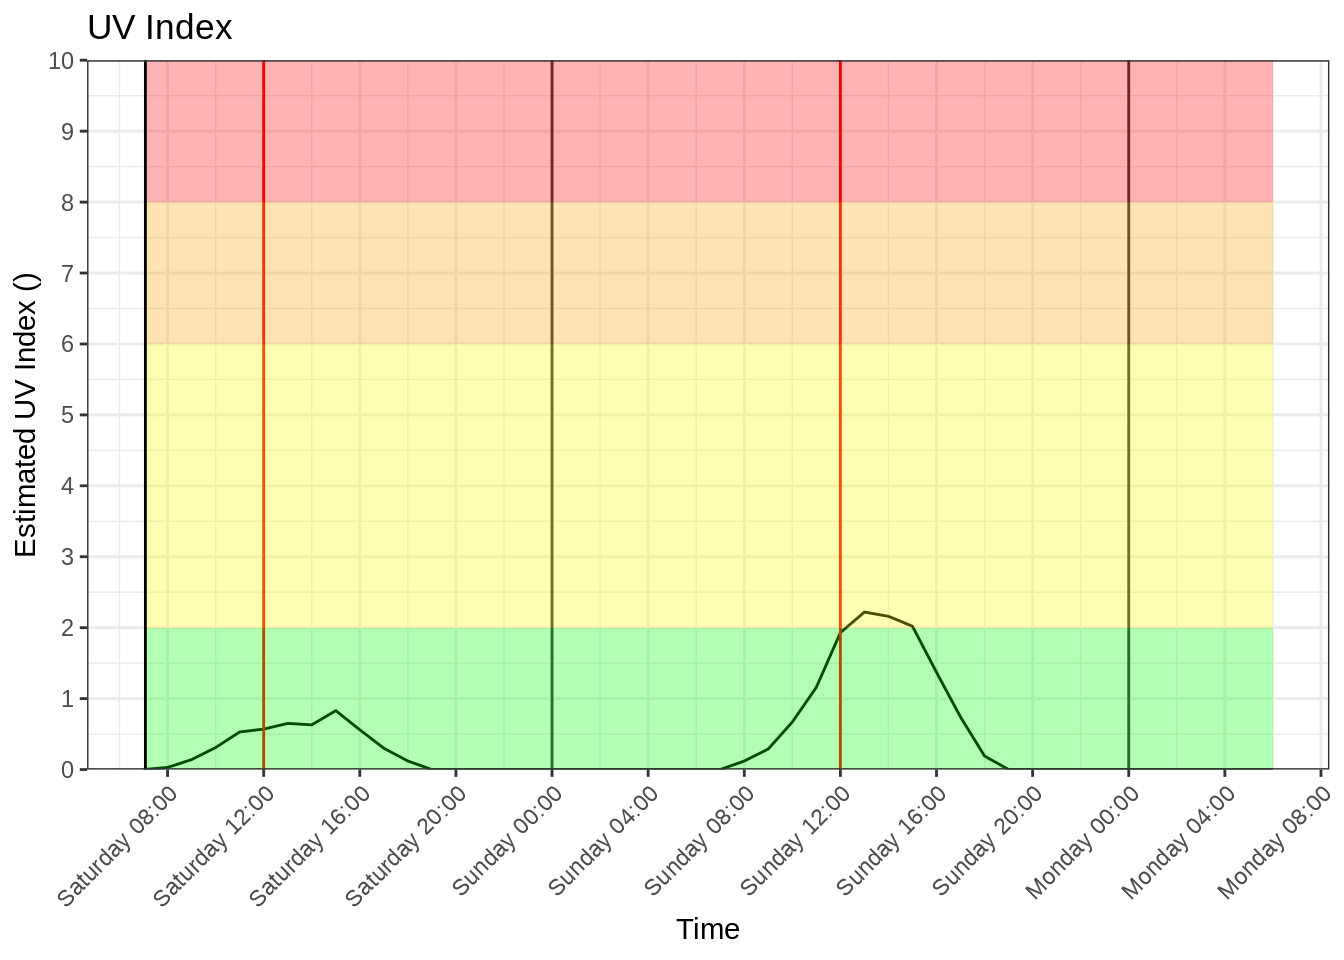 UV Index
Estimated UV Index ()
10
9
8
7
6
5
4
3
2
1
0
Saturday 08:00
Saturday 12:00
Saturday 16:00
Saturday 20:00
Sunday 00:00
Sunday 04:00
Sunday 08:00
Sunday 12:00
Sunday 16:00
Sunday 20:00
Monday 00:00
Monday 04:00
Monday 08:00
Time